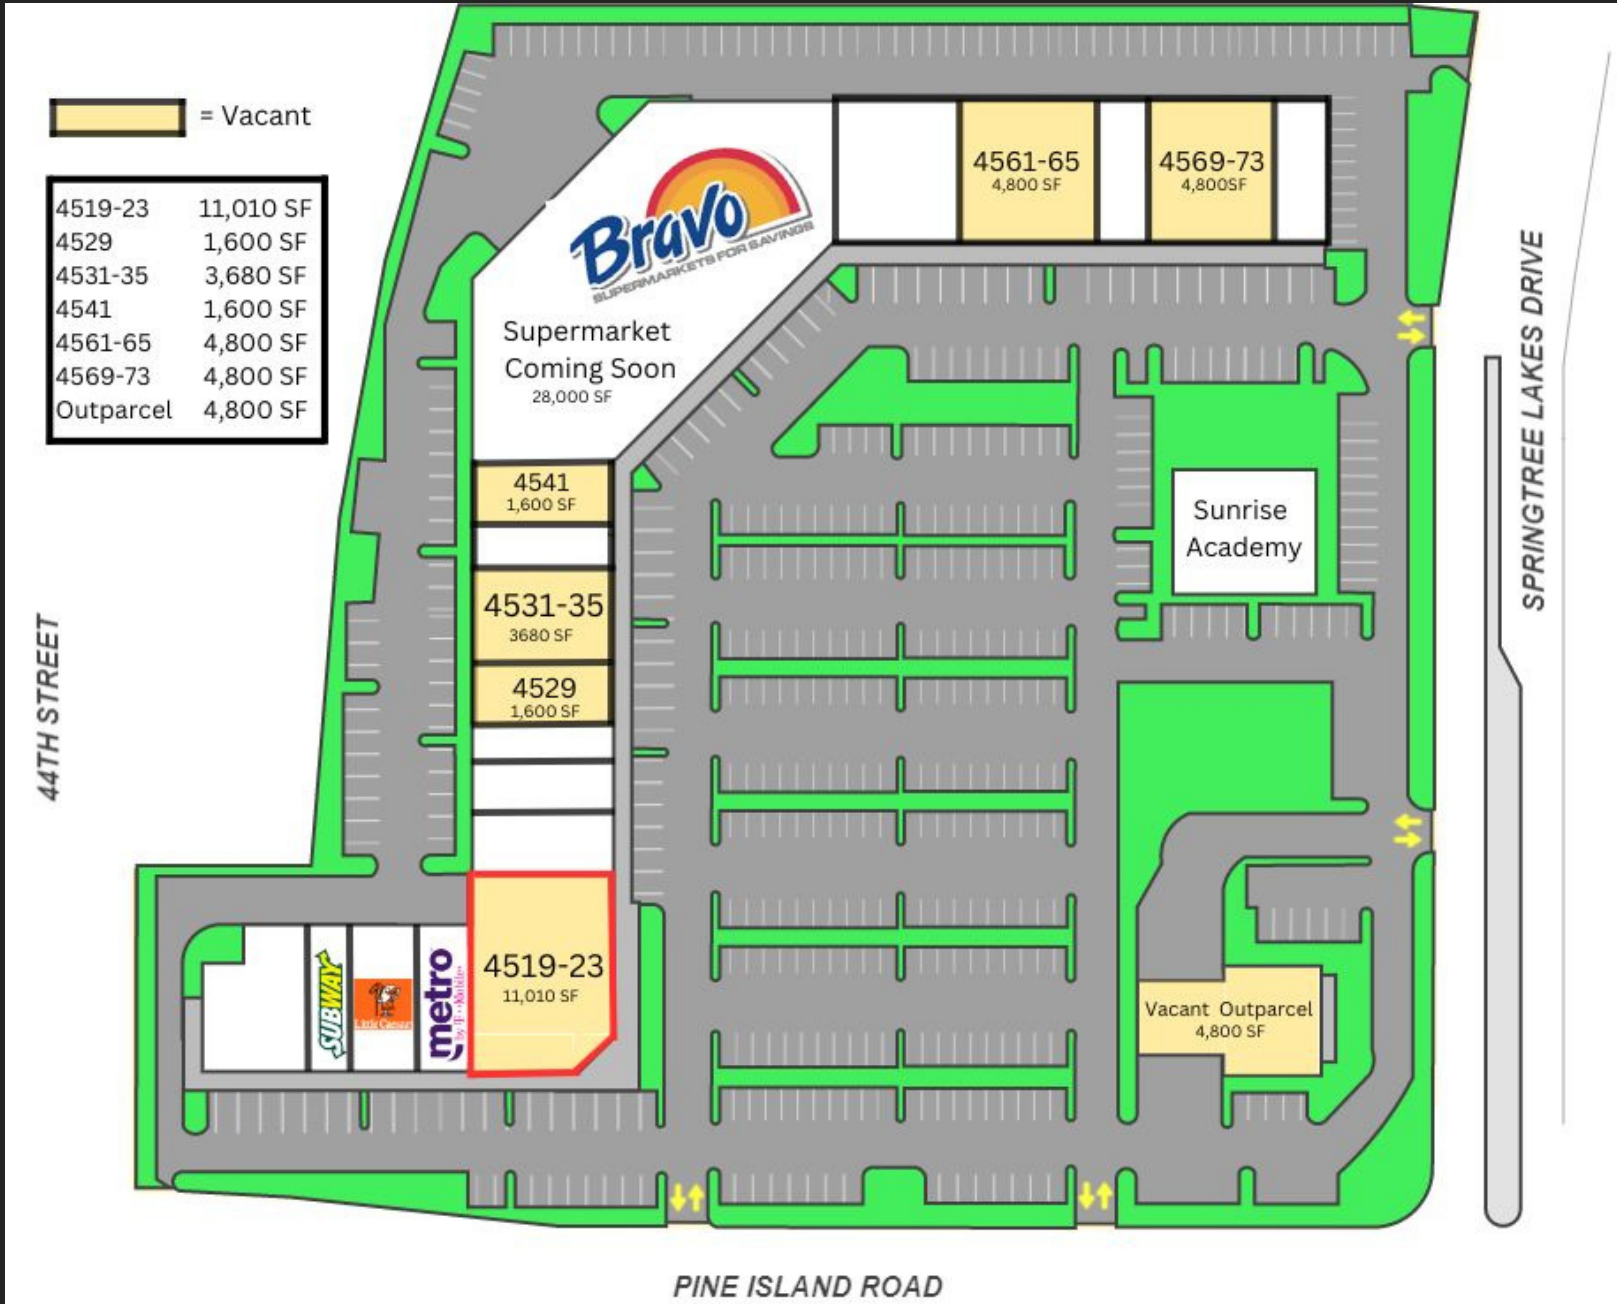 = Vacant
4519-23 11,010 SF
4529 1,600 SF
4531-35 3,680 SF
4541 1,600 SF
4561-65 4,800 SF
4569-73 4,800 SF
Outparcel 4,800 SF
Bravo
SUPERMARKETS FOR SAVINGS
Supermarket
Coming Soon
28,000 SF
4561-65
4,800 SF
4569-73
4,800SF
4541
1,600 SF
4531-35
3680 SF
4529
1,600 SF
4519-23
11,010 SF
SUBWAY
Little Caesars
metro
by T-Mobile
Sunrise
Academy
Vacant Outparcel
4,800 SF
44TH STREET
SPRINGTREE LAKES DRIVE
PINE ISLAND ROAD